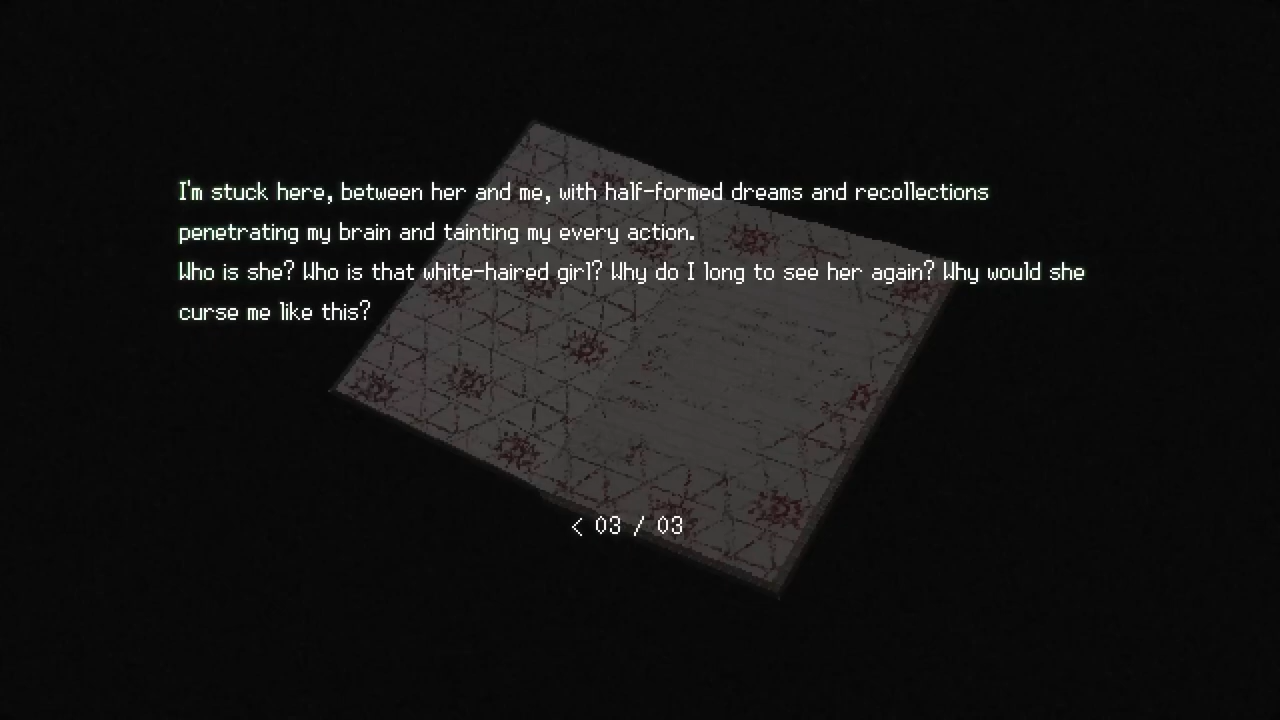 I'm stuck here, between her and me, with half-formed dreams and recollections
penetrating my brain and tainting my every action.
Who is she? Who is that white-haired girl? Why do I long to see her again? Why would she
curse me like this?
< 03 / 03